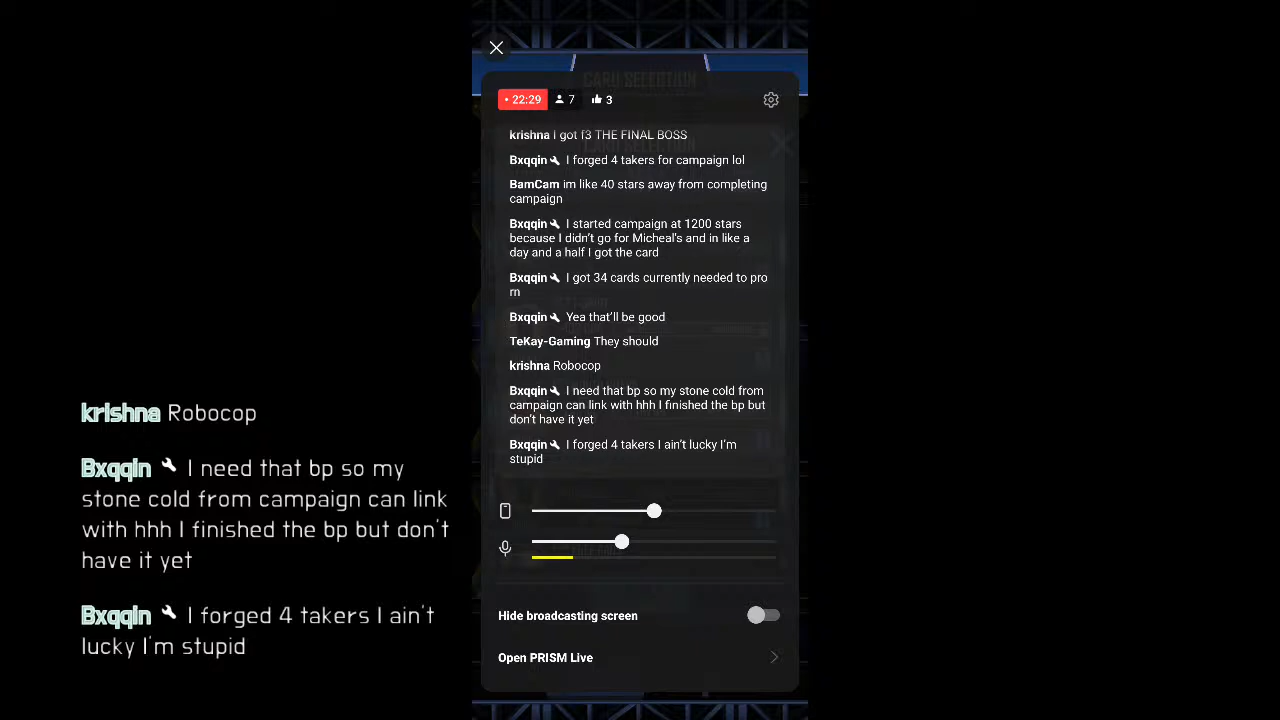 CARD SELECTION
• 22:29 7 3
krishna I got f3 THE FINAL BOSS
Bxqqin I forged 4 takers for campaign lol
BamCam im like 40 stars away from completing
campaign
Bxqqin I started campaign at 1200 stars
because I didn't go for Micheal's and in like a
day and a half I got the card
Bxqqin I got 34 cards currently needed to pro
rn
Bxqqin Yea that'll be good
TeKay-Gaming They should
krishna Robocop
Bxqqin I need that bp so my stone cold from
campaign can link with hhh I finished the bp but
don't have it yet
Bxqqin I forged 4 takers I ain't lucky I'm
stupid
Hide broadcasting screen
Open PRISM Live
krishna Robocop
Bxqqin I need that bp so my
stone cold from campaign can link
with hhh I finished the bp but don't
have it yet
Bxqqin I forged 4 takers I ain't
lucky I'm stupid